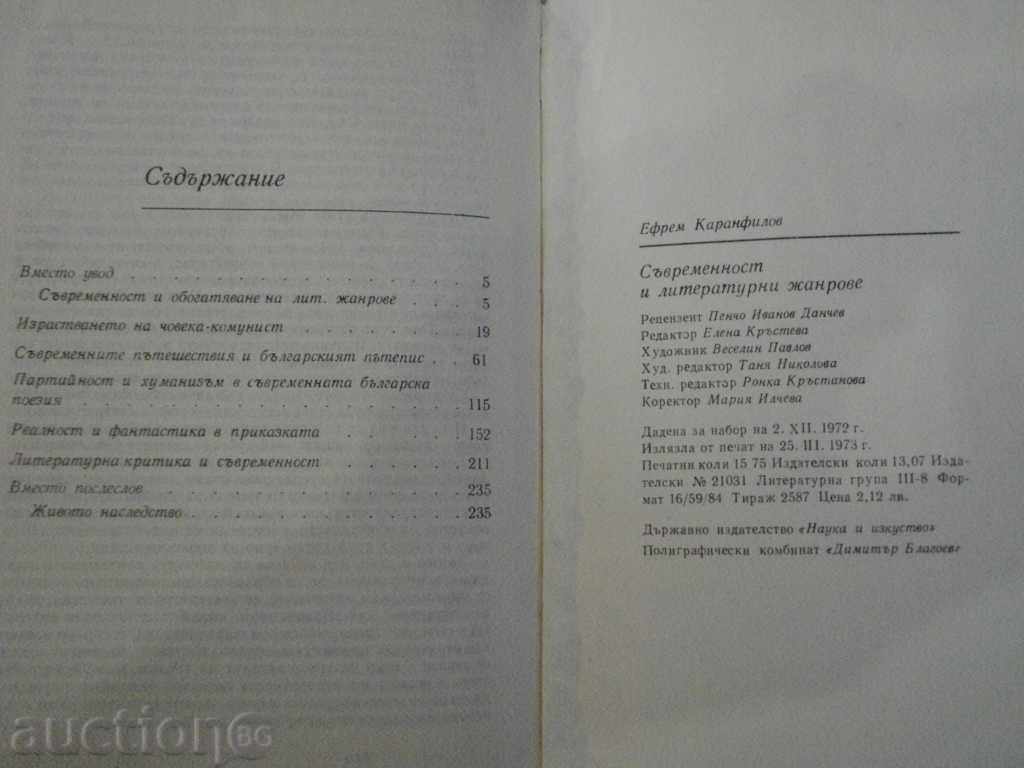 Съдържание
Вместо увод . . . . . . . . . . . . . 5
Съвременност и обогатяване на лит. жанрове . . . 5
Израстването на човека-комунист . . . . . . . 19
Съвременните пътешествия и българският пътепис . . 61
Партийност и хуманизъм в съвременната българска
поезия . . . . . . . . . . . . . . 115
Реалност и фантастика в приказката . . . . . 152
Литературна критика и съвременност . . . . . 211
Вместо послеслов . . . . . . . . . . . 235
Живото наследство . . . . . . . . . . . 235
Ефрем Каранфилов
Съвременност
и литературни жанрове
Рецензент Пенчо Иванов Данчев
Редактор Елена Кръстева
Художник Веселин Павлов
Худ. редактор Таня Николова
Техн. редактор Ронка Кръстанова
Коректор Мария Илчева
Дадена за набор на 2. XII. 1972 г.
Излязла от печат на 25. III. 1973 г.
Печатни коли 15 75 Издателски коли 13,07 Изда-
телски № 21031 Литературна група III-8 Фор-
мат 16/59/84 Тираж 2587 Цена 2,12 лв.
Държавно издателство «Наука и изкуство»
Полиграфически комбинат «Димитър Благоев»
auction BG